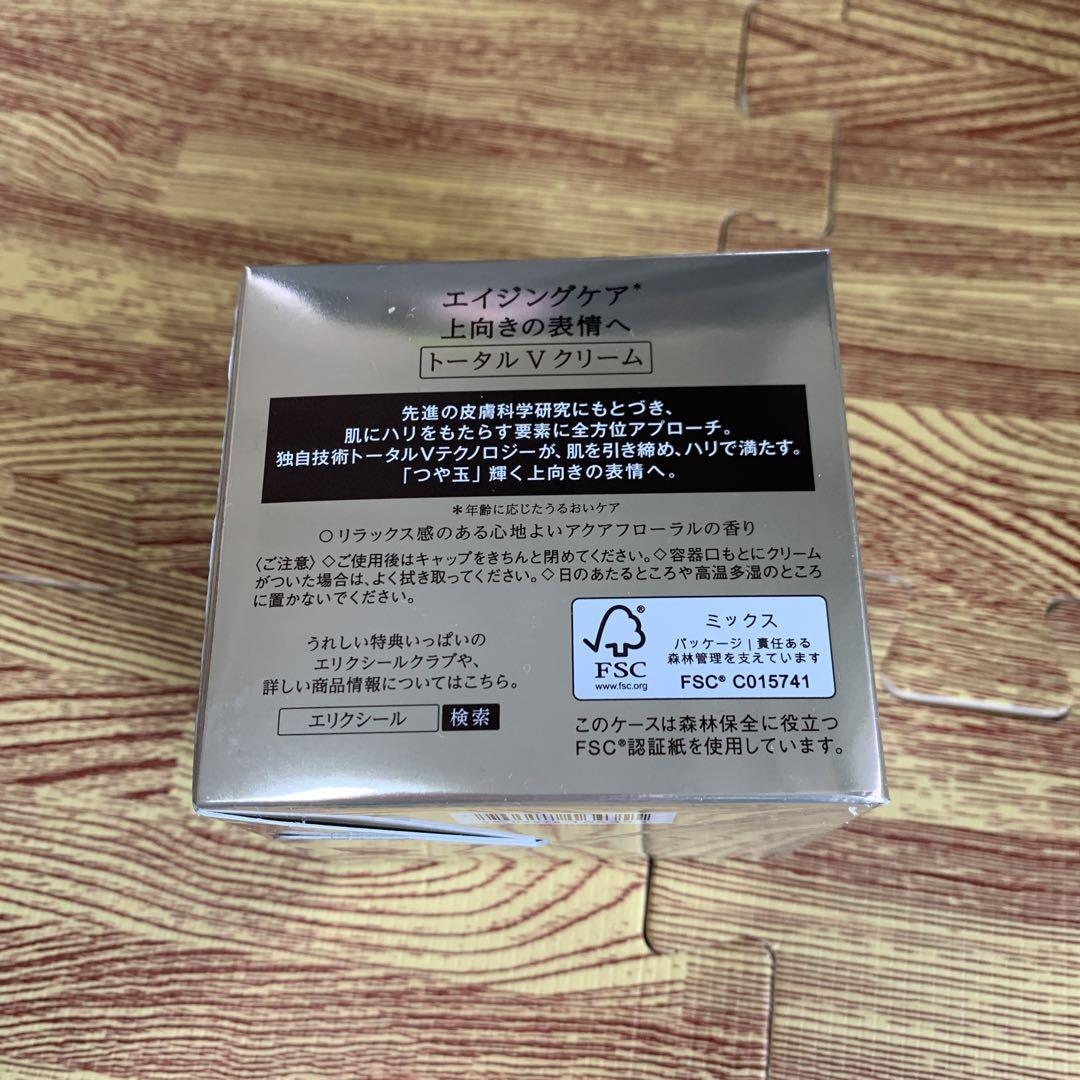 エイジングケア*
上向きの表情へ
トータル V クリーム
先進の皮膚科学研究にもとづき、
肌にハリをもたらす要素に全方位アプローチ。
独自技術トータルVテクノロジーが、肌を引き締め、ハリで満たす。
「つや玉」輝く上向きの表情へ。
*年齢に応じたうるおいケア
○リラックス感のある心地よいアクアフローラルの香り
〈ご注意〉◇ご使用後はキャップをきちんと閉めてください。◇容器口もとにクリーム
がついた場合は、よく拭き取ってください。◇日のあたるところや高温多湿のところ
に置かないでください。
うれしい特典いっぱいの
エリクシールクラブや、
詳しい商品情報についてはこちら。
エリクシール 検索
FSC
www.fsc.org
ミックス
パッケージ | 責任ある
森林管理を支えています
FSC® C015741
このケースは森林保全に役立つ
FSC®認証紙を使用しています。